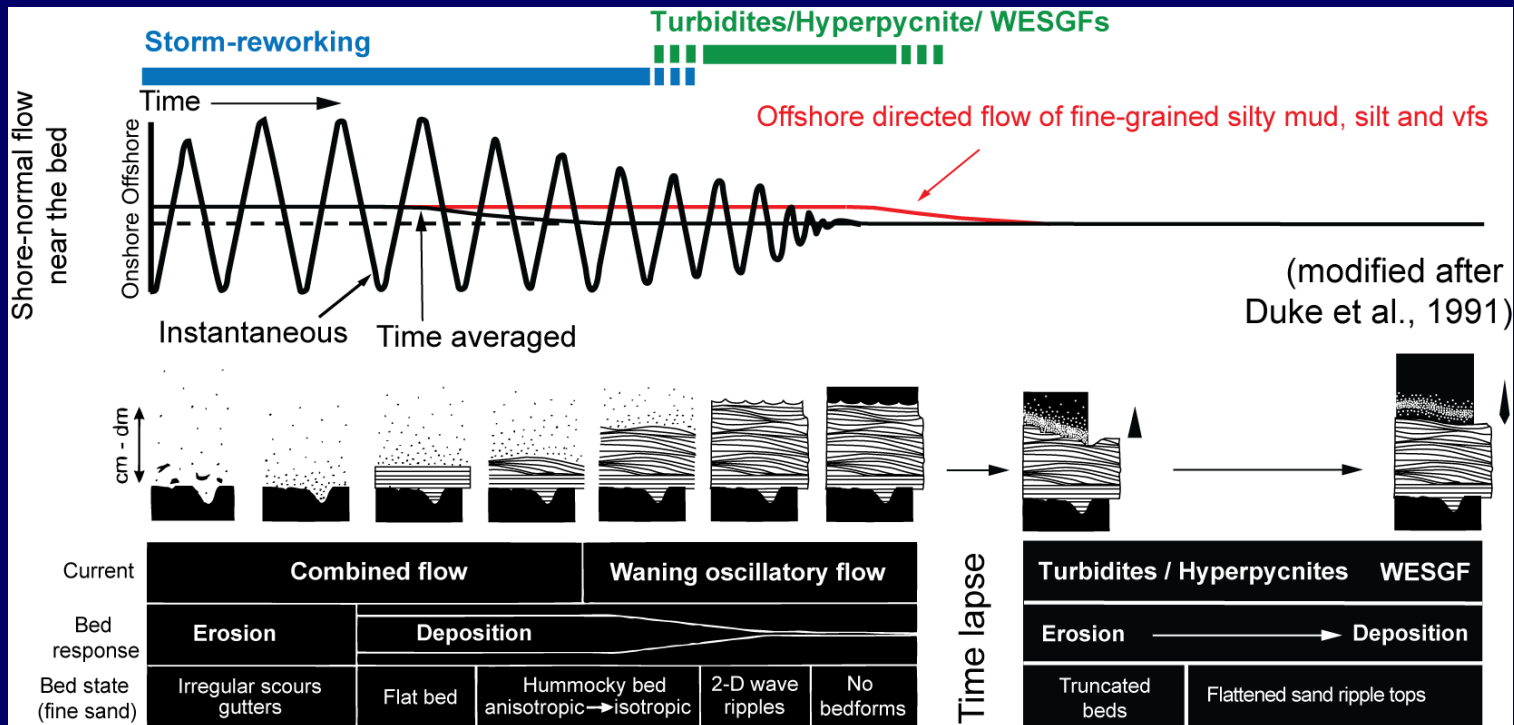 Turbidites/Hyperpycnite/ WESGFs
Storm-reworking
Time
Offshore directed flow of fine-grained silty mud, silt and vfs
Shore-normal flow
near the bed
Onshore Offshore
(modified after
Duke et al., 1991)
Instantaneous
Time averaged
cm - dm
Current
Combined flow
Waning oscillatory flow
Turbidites / Hyperpycnites
WESGF
Bed
response
Erosion
Deposition
Time lapse
Erosion
Deposition
Bed state
(fine sand)
Irregular scours
gutters
Flat bed
Hummocky bed
anisotropic→isotropic
2-D wave
ripples
No
bedforms
Truncated
beds
Flattened sand ripple tops